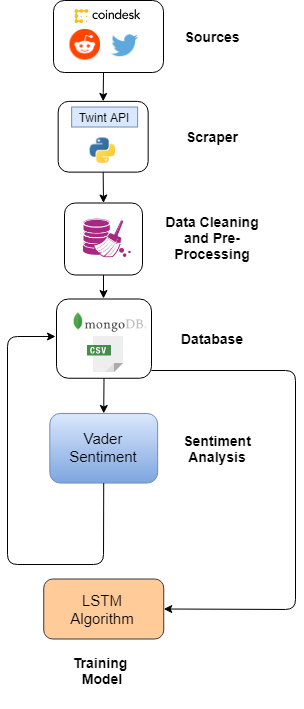 coindesk
Sources
Twint API
Scraper
Data Cleaning
and Pre-
Processing
mongoDB.
CSV
Database
Vader
Sentiment
Sentiment
Analysis
LSTM
Algorithm
Training
Model